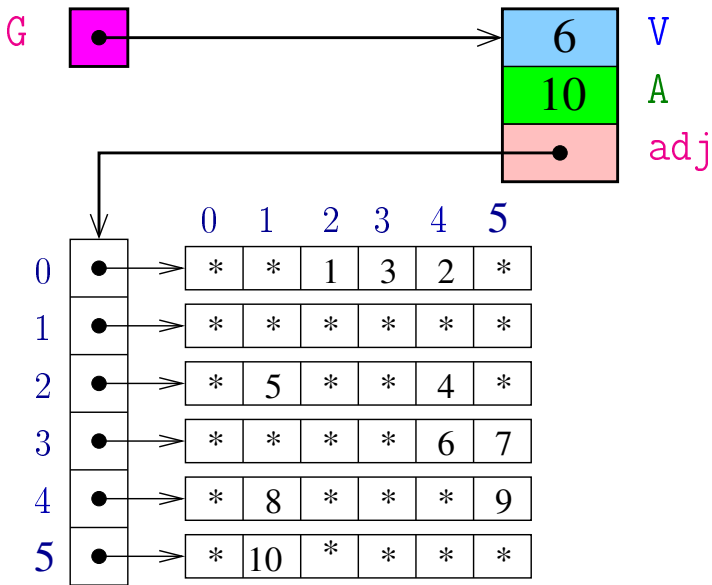 G 6 V
10 A
adj
0 1 2 3 4 5
0 * * 1 3 2 *
1 * * * * * *
2 * 5 * * 4 *
3 * * * * 6 7
4 * 8 * * * 9
5 * 10 * * * *